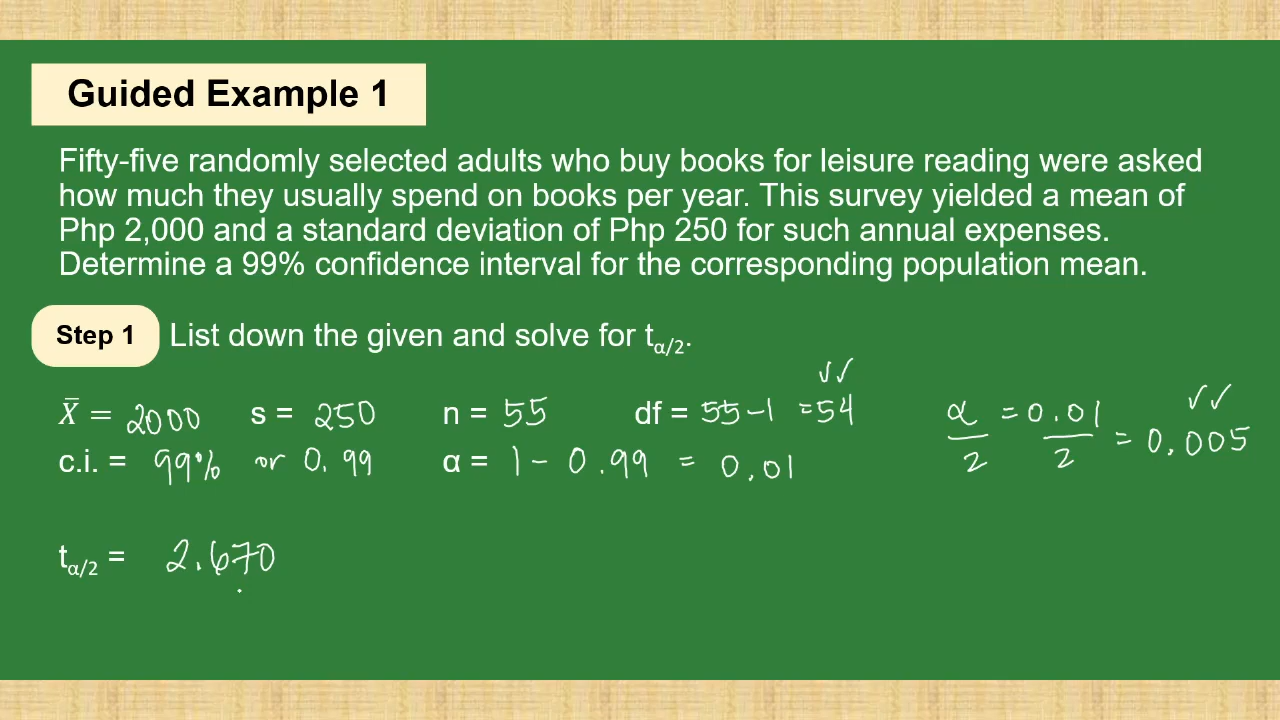 Guided Example 1
Fifty-five randomly selected adults who buy books for leisure reading were asked
how much they usually spend on books per year. This survey yielded a mean of
Php 2,000 and a standard deviation of Php 250 for such annual expenses.
Determine a 99% confidence interval for the corresponding population mean.
Step 1 List down the given and solve for t_α/2.
X̄ = 2000 s = 250 n = 55 df = 55-1 = 54 α/2 = 0.01/2 = 0.005
c.i. = 99% or 0.99 α = 1 - 0.99 = 0.01
t_α/2 = 2.670